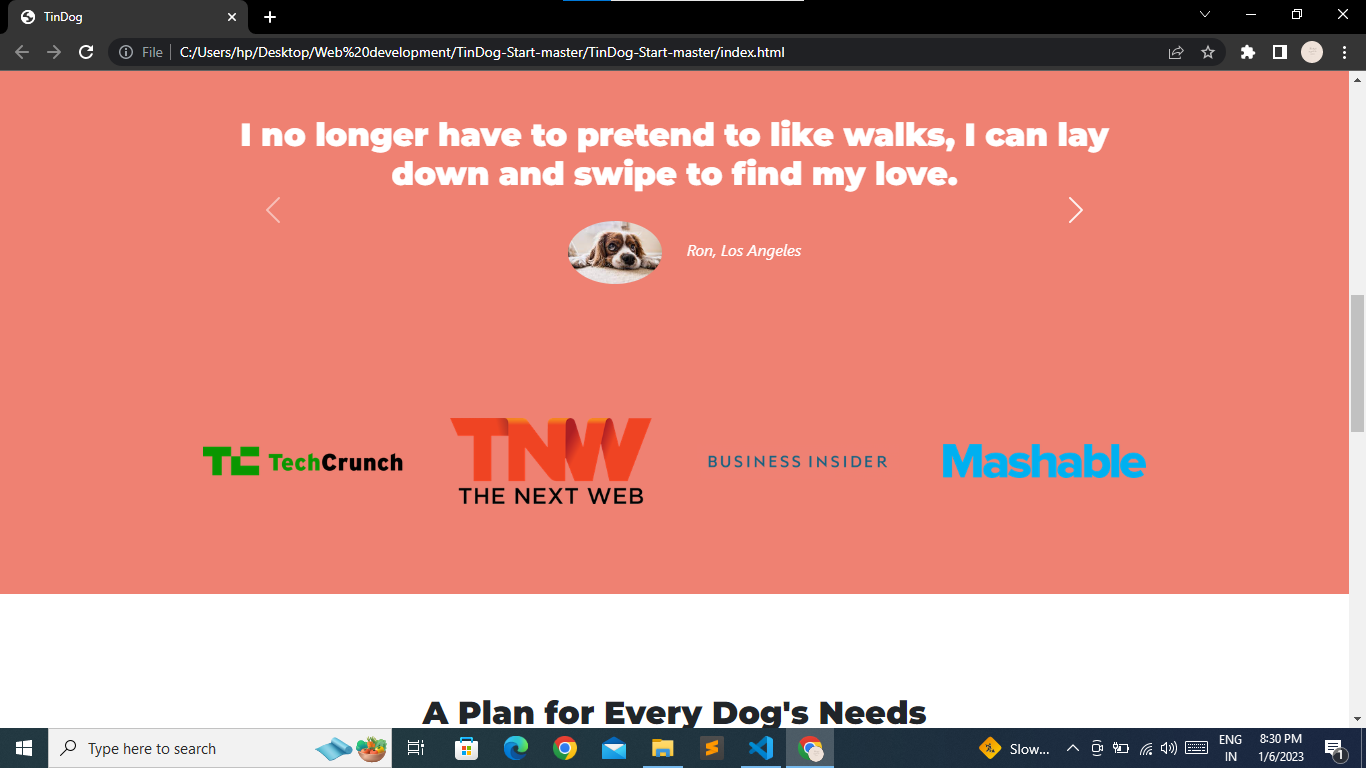 TinDog
File
C:/Users/hp/Desktop/Web%20development/TinDog-Start-master/TinDog-Start-master/index.html
I no longer have to pretend to like walks, I can lay
down and swipe to find my love.
Ron, Los Angeles
TC TechCrunch
TNW
THE NEXT WEB
BUSINESS INSIDER
Mashable
A Plan for Every Dog's Needs
Type here to search
Slow...
ENG
IN
8:30 PM
1/6/2023
1